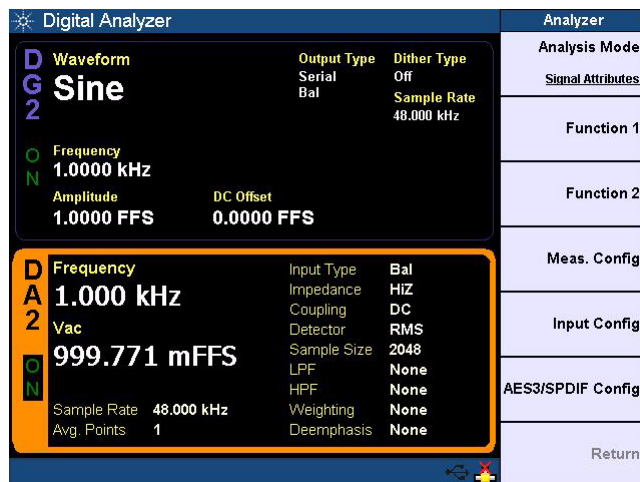 Digital Analyzer
DG2
ON
Waveform
Sine
Output Type
Serial
Bal
Dither Type
Off
Sample Rate
48.000 kHz
Frequency
1.0000 kHz
Amplitude
1.0000 FFS
DC Offset
0.0000 FFS
DA2
ON
Frequency
1.000 kHz
Vac
999.771 mFFS
Sample Rate 48.000 kHz
Avg. Points 1
Input Type Bal
Impedance HiZ
Coupling DC
Detector RMS
Sample Size 2048
LPF None
HPF None
Weighting None
Deemphasis None
Analyzer
Analysis Mode
Signal Attributes
Function 1
Function 2
Meas. Config
Input Config
AES3/SPDIF Config
Return